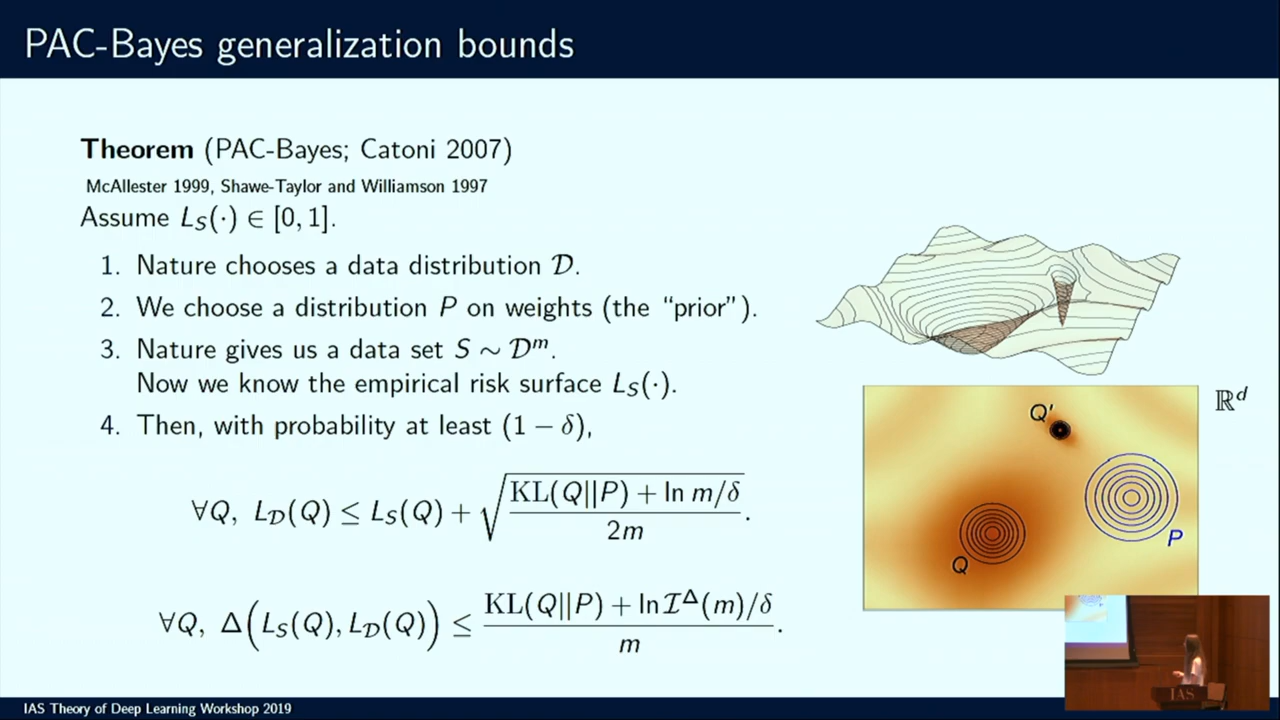 PAC-Bayes generalization bounds
Theorem (PAC-Bayes; Catoni 2007)
McAllester 1999, Shawe-Taylor and Williamson 1997
Assume L_S(·) ∈ [0, 1].
1. Nature chooses a data distribution 𝒟.
2. We choose a distribution P on weights (the “prior”).
3. Nature gives us a data set S ∼ 𝒟^m.
Now we know the empirical risk surface L_S(·).
4. Then, with probability at least (1 − δ),
∀Q, L_𝒟(Q) ≤ L_S(Q) + √((KL(Q||P) + ln m/δ) / 2m).
∀Q, Δ(L_S(Q), L_𝒟(Q)) ≤ (KL(Q||P) + ln ℐ^Δ(m)/δ) / m.
ℝ^d
Q′
Q
P
IAS
IAS Theory of Deep Learning Workshop 2019